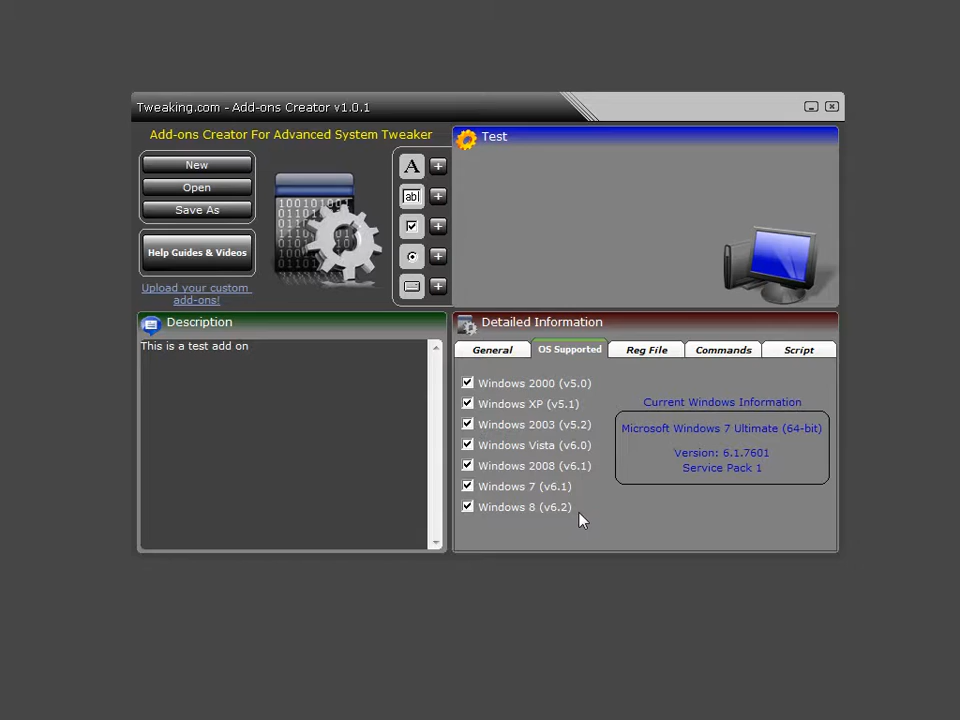 Tweaking.com - Add-ons Creator v1.0.1
Add-ons Creator For Advanced System Tweaker
New
Open
Save As
Help Guides & Videos
Upload your custom
add-ons!
A
ab
Test
Description
This is a test add on
Detailed Information
General
OS Supported
Reg File
Commands
Script
Windows 2000 (v5.0)
Windows XP (v5.1)
Windows 2003 (v5.2)
Windows Vista (v6.0)
Windows 2008 (v6.1)
Windows 7 (v6.1)
Windows 8 (v6.2)
Current Windows Information
Microsoft Windows 7 Ultimate (64-bit)
Version: 6.1.7601
Service Pack 1